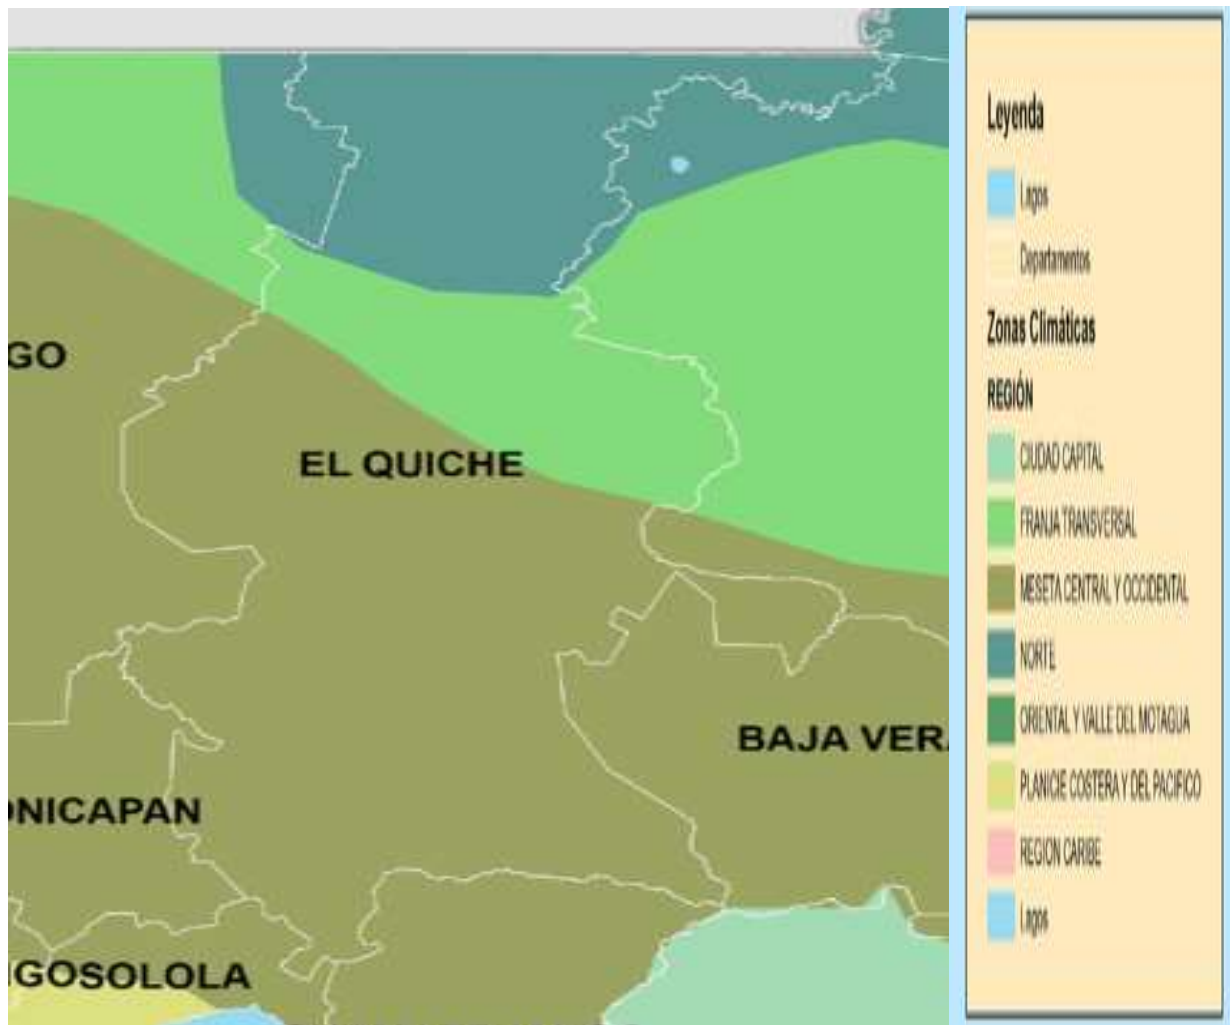 GO
EL QUICHE
BAJA VER
ONICAPAN
GOSOLOLA
Leyenda
Lagos
Departamentos
Zonas Climáticas
REGIÓN
CIUDAD CAPITAL
FRANJA TRANSVERSAL
MESETA CENTRAL Y OCCIDENTAL
NORTE
ORIENTAL Y VALLE DEL MOTAGUA
PLANICIE COSTERA Y DEL PACIFICO
REGION CARIBE
Lagos